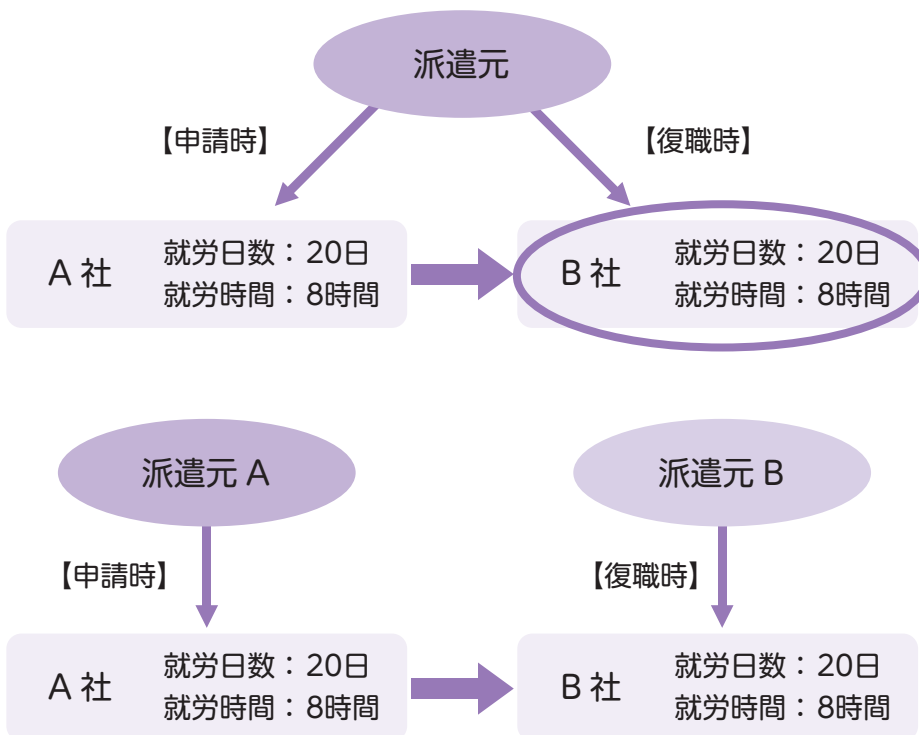 派遣元
【申請時】
【復職時】
A 社
就労日数：20日
就労時間：8時間
B 社
就労日数：20日
就労時間：8時間
派遣元 A
派遣元 B
【申請時】
【復職時】
A 社
就労日数：20日
就労時間：8時間
B 社
就労日数：20日
就労時間：8時間